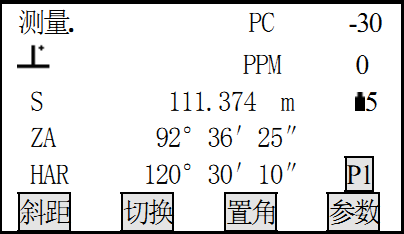 测量. PC -30
PPM 0
S 111.374 m 5
ZA 92° 36′ 25″
HAR 120° 30′ 10″ P1
斜距 切换 置角 参数